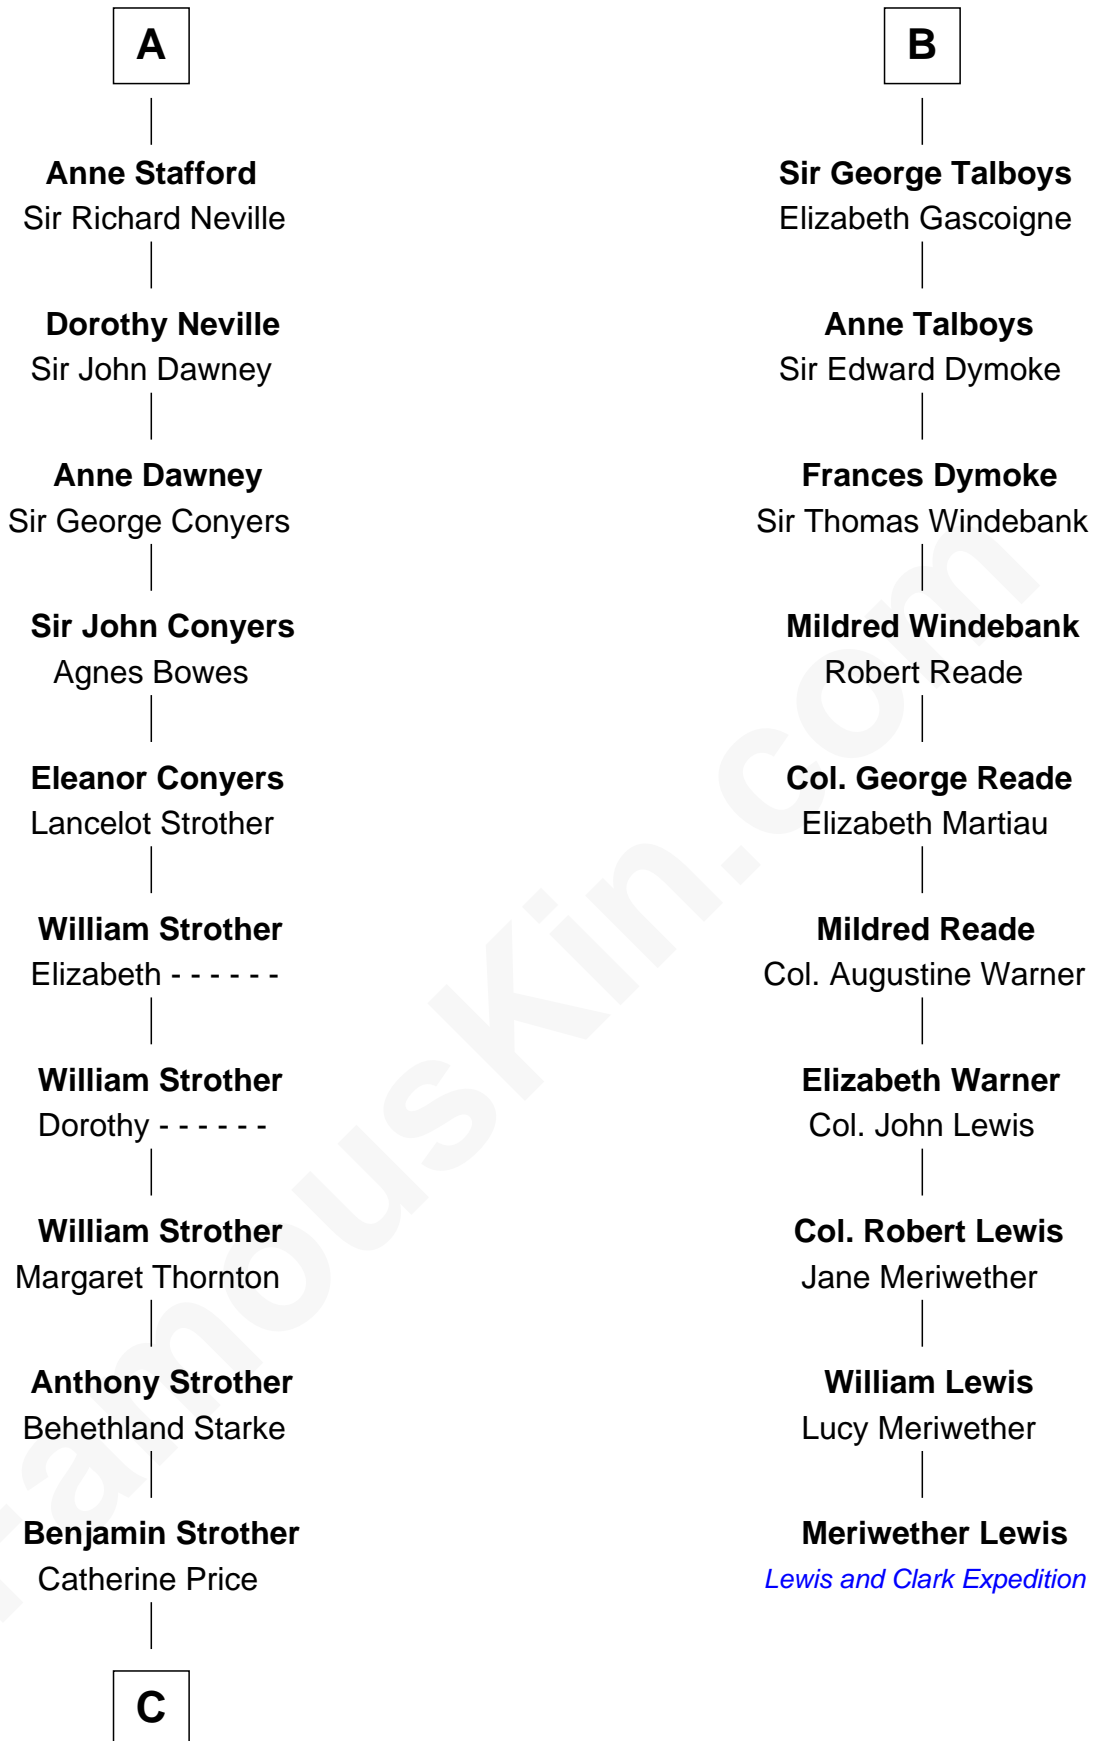 A
Anne Stafford
Sir Richard Neville
Dorothy Neville
Sir John Dawney
Anne Dawney
Sir George Conyers
Sir John Conyers
Agnes Bowes
Eleanor Conyers
Lancelot Strother
William Strother
Elizabeth - - - - - -
William Strother
Dorothy - - - - - -
William Strother
Margaret Thornton
Anthony Strother
Behethland Starke
Benjamin Strother
Catherine Price
C
B
Sir George Talboys
Elizabeth Gascoigne
Anne Talboys
Sir Edward Dymoke
Frances Dymoke
Sir Thomas Windebank
Mildred Windebank
Robert Reade
Col. George Reade
Elizabeth Martiau
Mildred Reade
Col. Augustine Warner
Elizabeth Warner
Col. John Lewis
Col. Robert Lewis
Jane Meriwether
William Lewis
Lucy Meriwether
Meriwether Lewis
Lewis and Clark Expedition
FamousKin.com